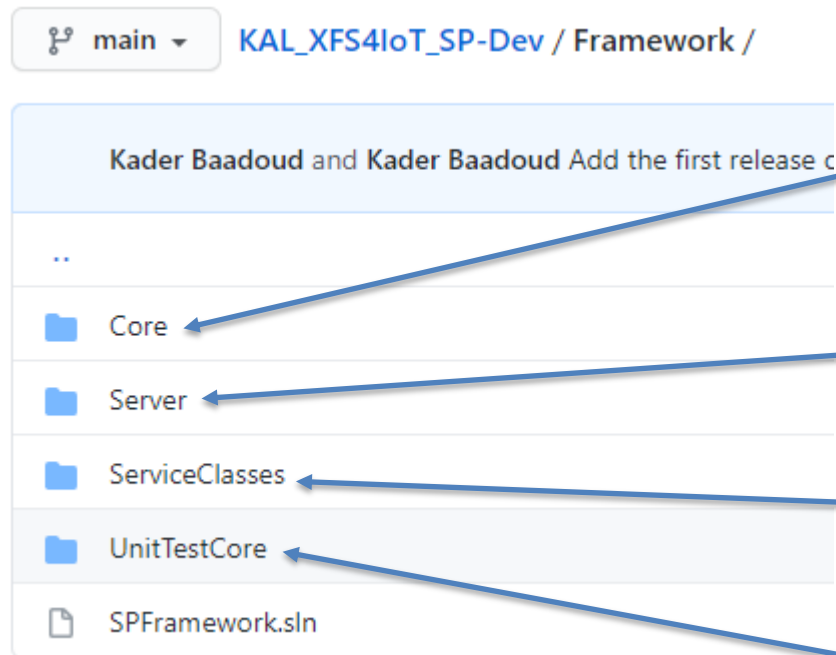 main KAL_XFS4IoT_SP-Dev / Framework /
Kader Baadoud and Kader Baadoud Add the first release
..
Core
Server
ServiceClasses
UnitTestCore
SPFramework.sln